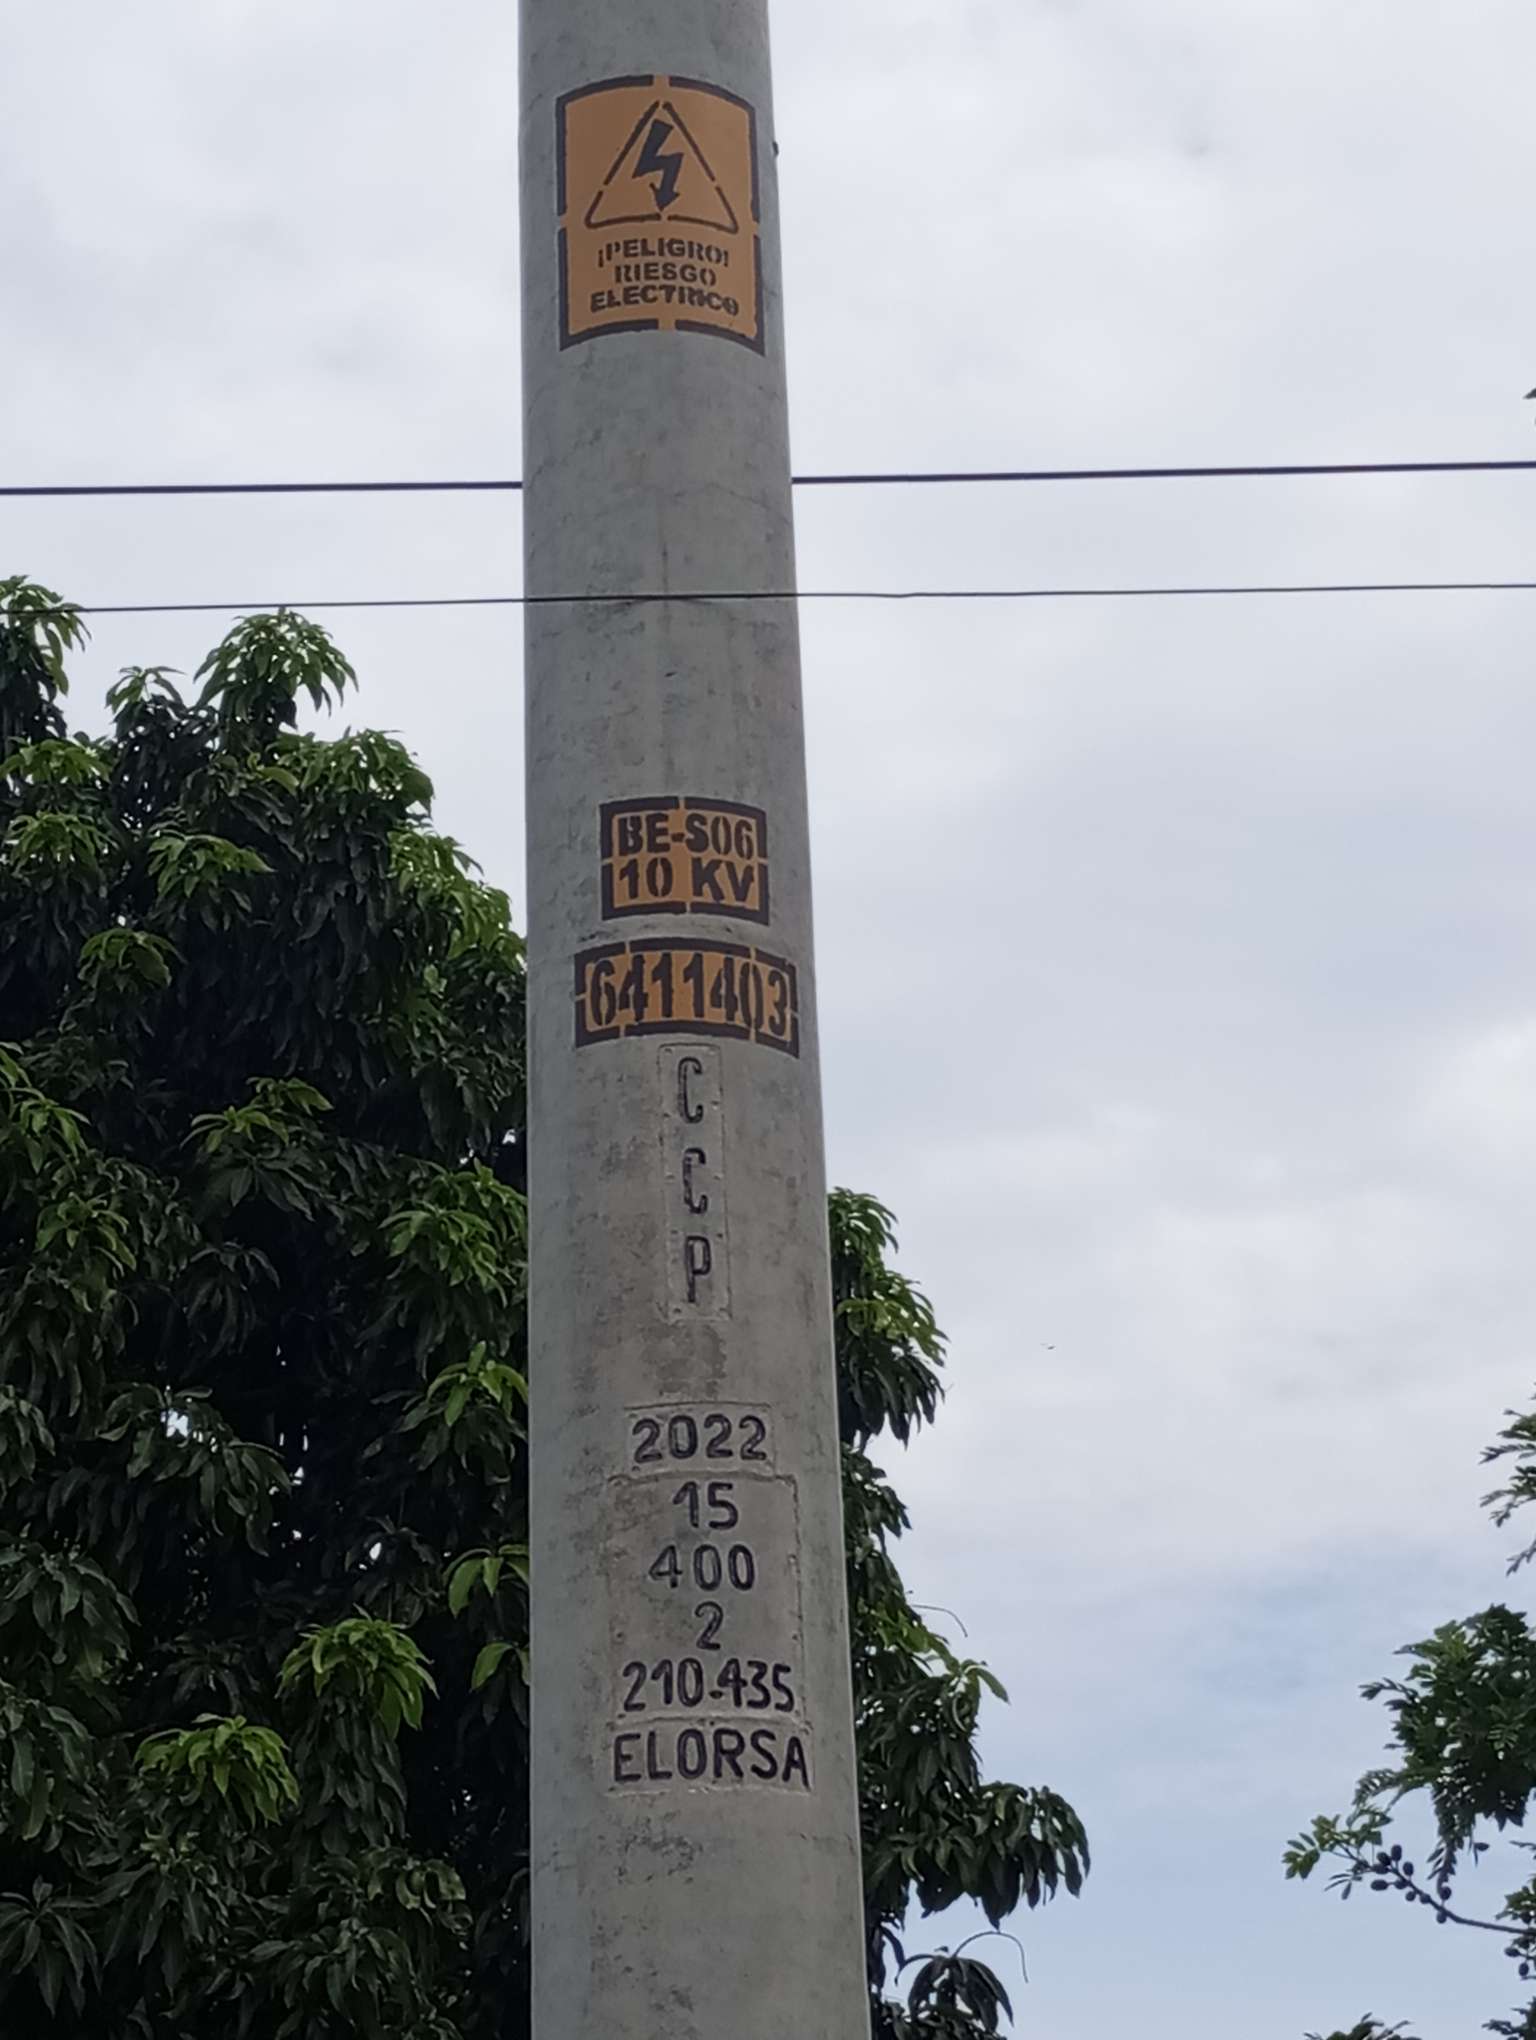 ¡PELIGRO!
RIESGO
ELECTRICO
BE-S06
10 KV
6411403
C
C
P
2022
15
400
2
210-435
ELORSA